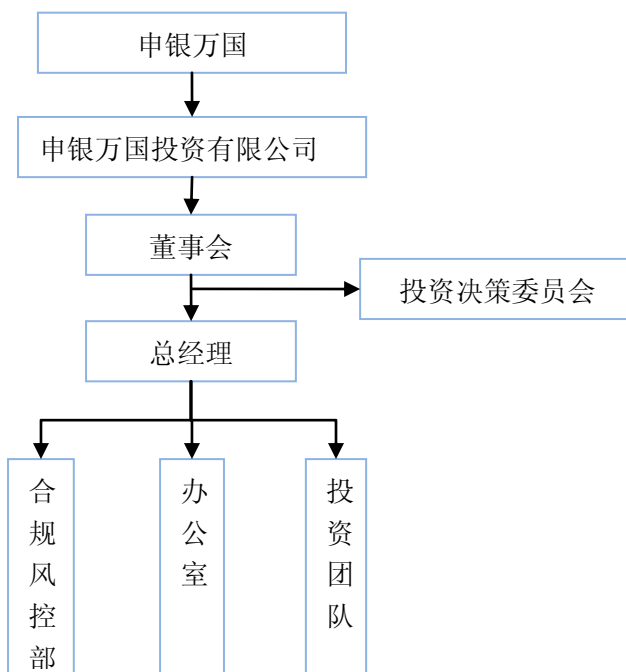 申银万国
申银万国投资有限公司
董事会
投资决策委员会
总经理
合规风控部
办公室
投资团队